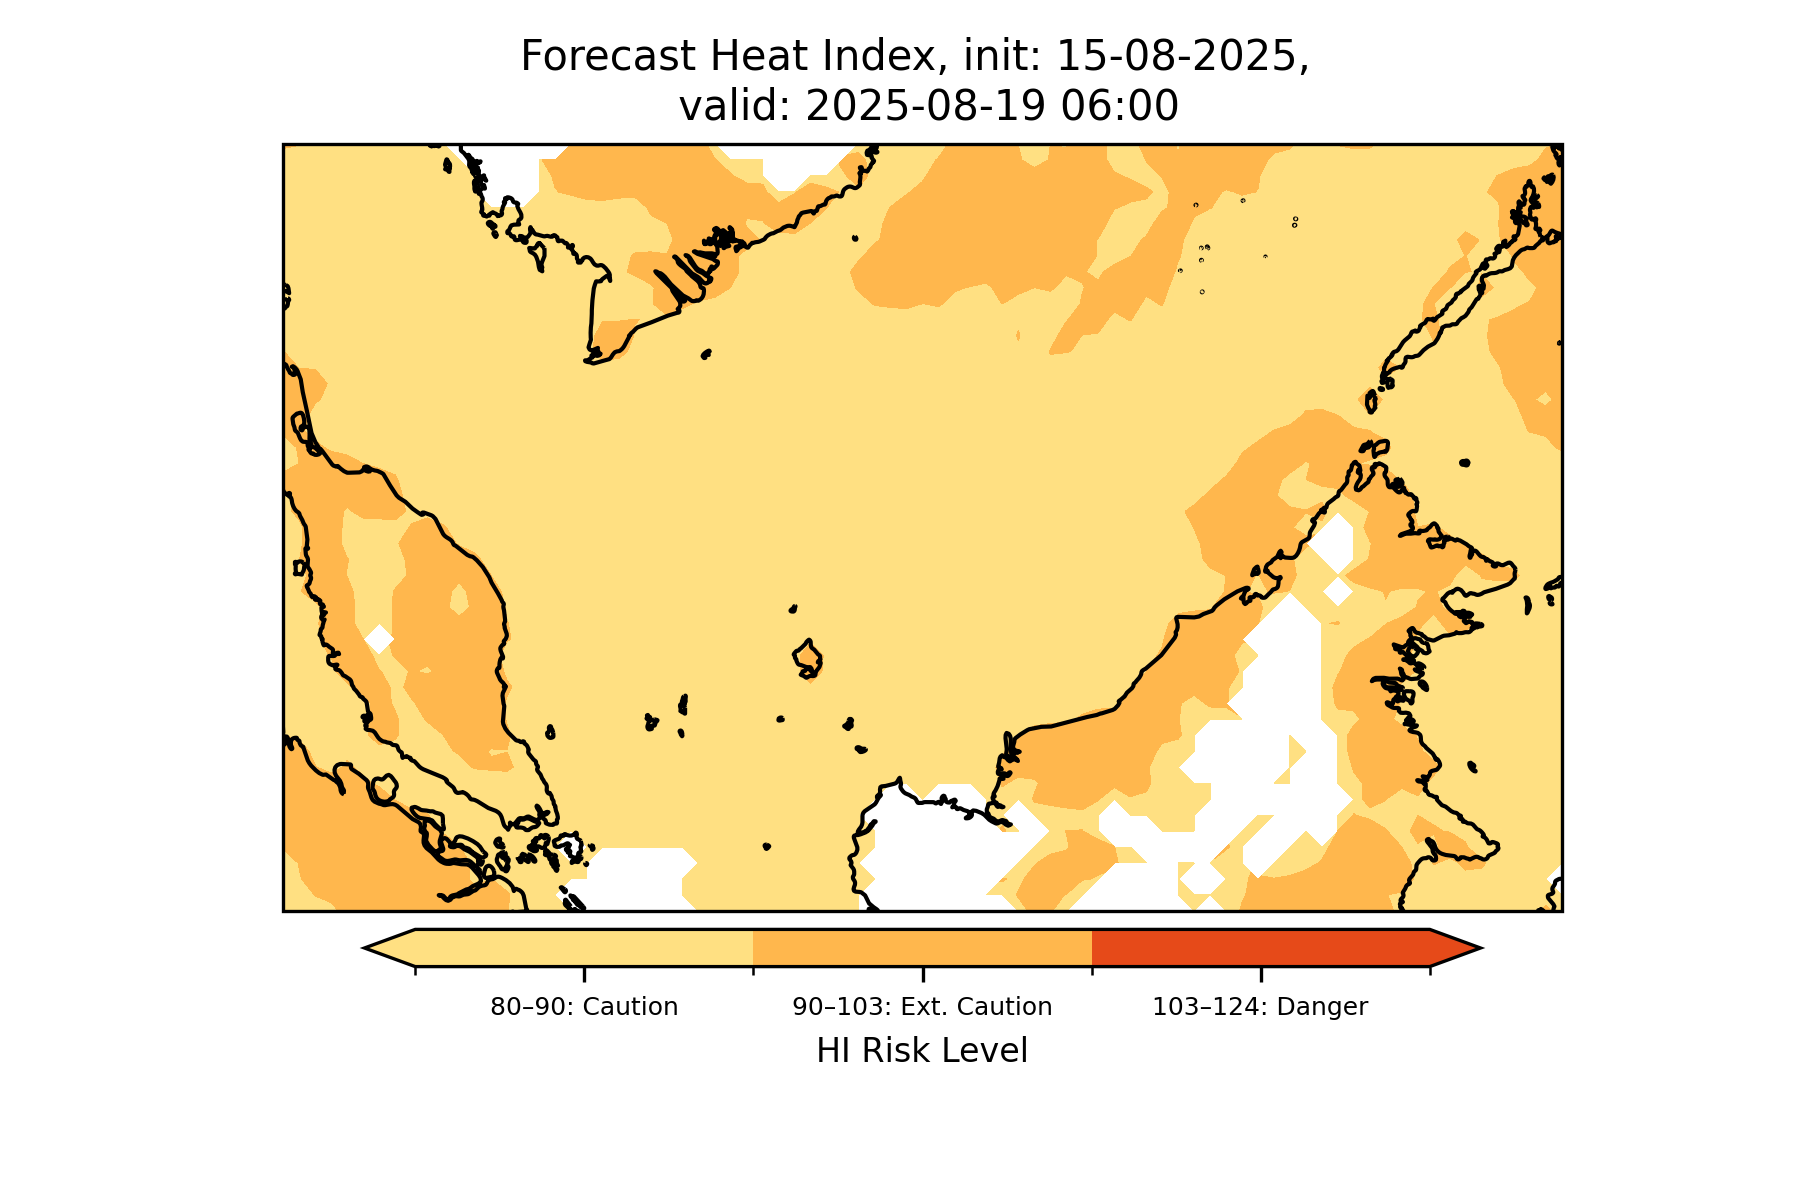 Forecast Heat Index, init: 15-08-2025,
valid: 2025-08-19 06:00
80–90: Caution
90–103: Ext. Caution
103–124: Danger
HI Risk Level